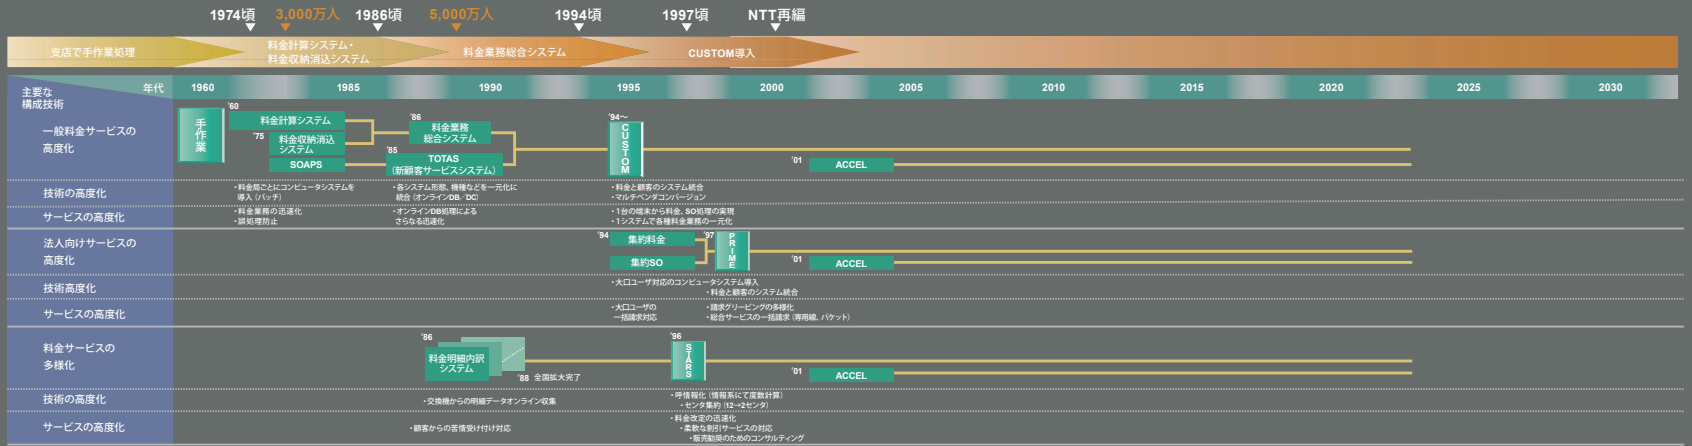 1974頃
3,000万人
1986頃
5,000万人
1994頃
1997頃
NTT再編
支店で手作業処理
料金計算システム・
料金収納消込システム
料金業務総合システム
CUSTOM導入
主要な
構成技術
年代
1960
1985
1990
1995
2000
2005
2010
2015
2020
2025
2030
一般料金サービスの
高度化
手作業
'60
料金計算システム
'75
料金収納消込
システム
SOAPS
'86
料金業務
総合システム
'85
TOTAS
(新顧客サービスシステム)
'94〜
CUSTOM
'01
ACCEL
技術の高度化
・料金局ごとにコンピュータシステムを
導入(バッチ)
・各システム形態、機種などを一元化に
統合(オンラインDB/DC)
・料金と顧客のシステム統合
・マルチベンダコンバージョン
サービスの高度化
・料金業務の迅速化
・誤処理防止
・オンラインDB処理による
さらなる迅速化
・1台の端末から料金、SO処理の実現
・1システムで各種料金業務の一元化
法人向けサービスの
高度化
'94
集約料金
集約SO
'97
PRIME
'01
ACCEL
技術高度化
・大口ユーザ対応のコンピュータシステム導入
・料金と顧客のシステム統合
サービスの高度化
・大口ユーザの
一括請求対応
・請求グリーピングの多様化
・総合サービスの一括請求(専用線、パケット)
料金サービスの
多様化
'86
料金明細内訳
システム
'88 全国拡大完了
'96
STARS
'01
ACCEL
技術の高度化
・交換機からの明細データオンライン収集
・呼情報化(情報系にて度数計算)
・センタ集約(12→2センタ)
サービスの高度化
・顧客からの苦情受け付け対応
・料金改定の迅速化
・柔軟な割引サービスの対応
・販売勧奨のためのコンサルティング